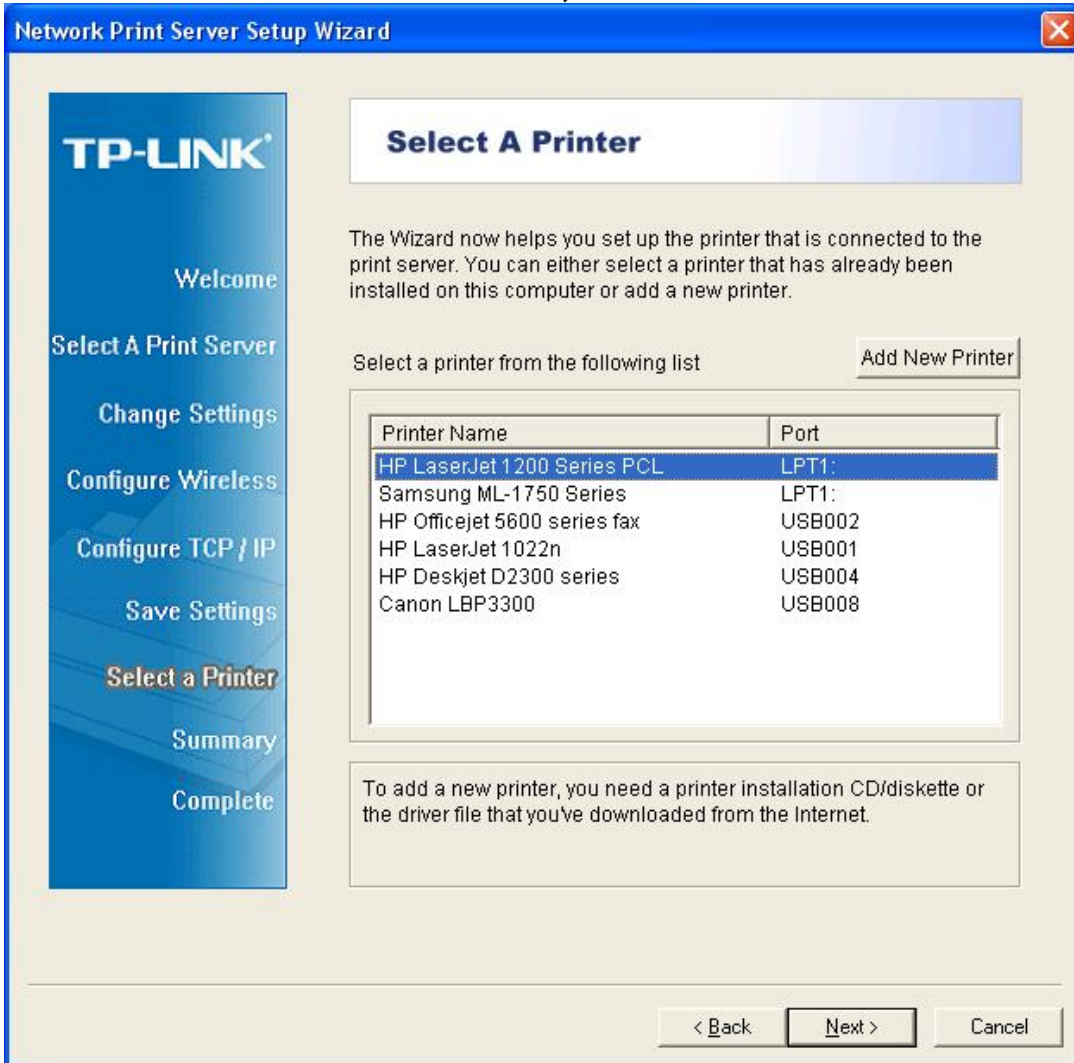 Network Print Server Setup Wizard
TP-LINK
Welcome
Select A Print Server
Change Settings
Configure Wireless
Configure TCP / IP
Save Settings
Select a Printer
Summary
Complete
Select A Printer
The Wizard now helps you set up the printer that is connected to the
print server. You can either select a printer that has already been
installed on this computer or add a new printer.
Select a printer from the following list
Add New Printer
Printer Name Port
HP LaserJet 1200 Series PCL LPT1:
Samsung ML-1750 Series LPT1:
HP Officejet 5600 series fax USB002
HP LaserJet 1022n USB001
HP Deskjet D2300 series USB004
Canon LBP3300 USB008
To add a new printer, you need a printer installation CD/diskette or
the driver file that you've downloaded from the Internet.
< Back Next > Cancel